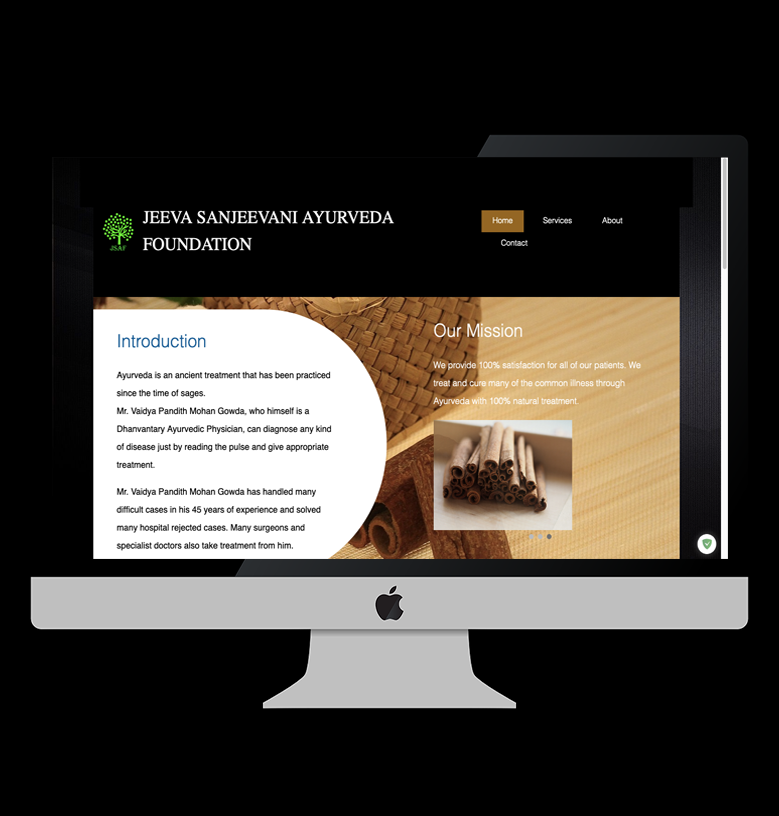 JEEVA SANJEEVANI AYURVEDA
FOUNDATION
JSAF
Home
Services
About
Contact
Introduction
Ayurveda is an ancient treatment that has been practiced
since the time of sages.
Mr. Vaidya Pandith Mohan Gowda, who himself is a
Dhanvantary Ayurvedic Physician, can diagnose any kind
of disease just by reading the pulse and give appropriate
treatment.
Mr. Vaidya Pandith Mohan Gowda has handled many
difficult cases in his 45 years of experience and solved
many hospital rejected cases. Many surgeons and
specialist doctors also take treatment from him.
Our Mission
We provide 100% satisfaction for all of our patients. We
treat and cure many of the common illness through
Ayurveda with 100% natural treatment.